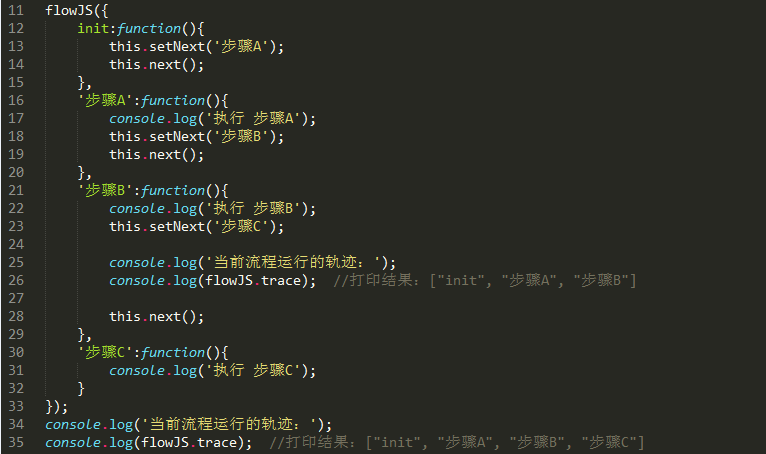 11 flowJS({
12     init:function(){
13         this.setNext('步骤A');
14         this.next();
15     },
16     '步骤A':function(){
17         console.log('执行 步骤A');
18         this.setNext('步骤B');
19         this.next();
20     },
21     '步骤B':function(){
22         console.log('执行 步骤B');
23         this.setNext('步骤C');
24
25         console.log('当前流程运行的轨迹：');
26         console.log(flowJS.trace);  //打印结果：["init", "步骤A", "步骤B"]
27
28         this.next();
29     },
30     '步骤C':function(){
31         console.log('执行 步骤C');
32     }
33 });
34 console.log('当前流程运行的轨迹：');
35 console.log(flowJS.trace);  //打印结果：["init", "步骤A", "步骤B", "步骤C"]